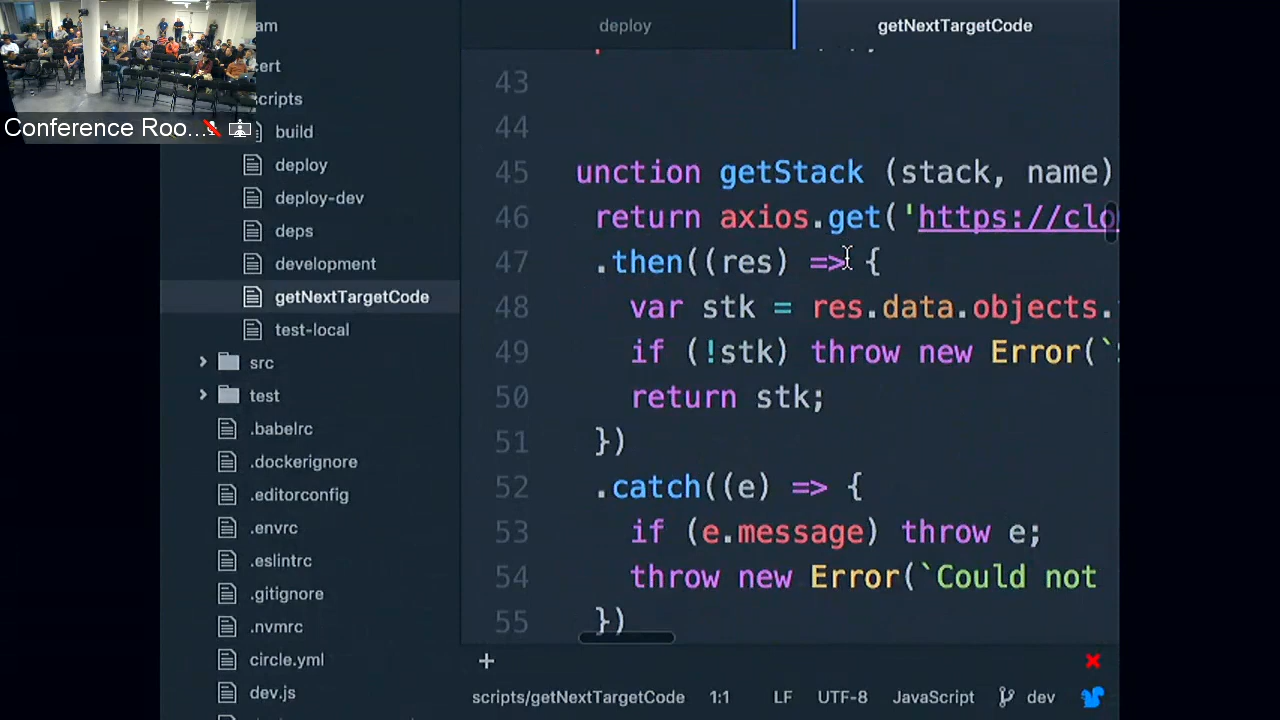 am
cert
cripts
build
deploy
deploy-dev
deps
development
getNextTargetCode
test-local
src
test
.babelrc
.dockerignore
.editorconfig
.envrc
.eslintrc
.gitignore
.nvmrc
circle.yml
dev.js
Conference Roo...
deploy
getNextTargetCode
43
44
45 unction getStack (stack, name)
46 return axios.get('https://clo
47 .then((res) => {
48 var stk = res.data.objects.
49 if (!stk) throw new Error(`
50 return stk;
51 })
52 .catch((e) => {
53 if (e.message) throw e;
54 throw new Error(`Could not
55 })
+
scripts/getNextTargetCode 1:1 LF UTF-8 JavaScript dev